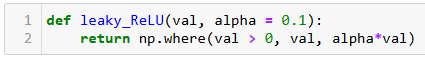 1 def leaky_ReLU(val, alpha = 0.1):
2     return np.where(val > 0, val, alpha*val)